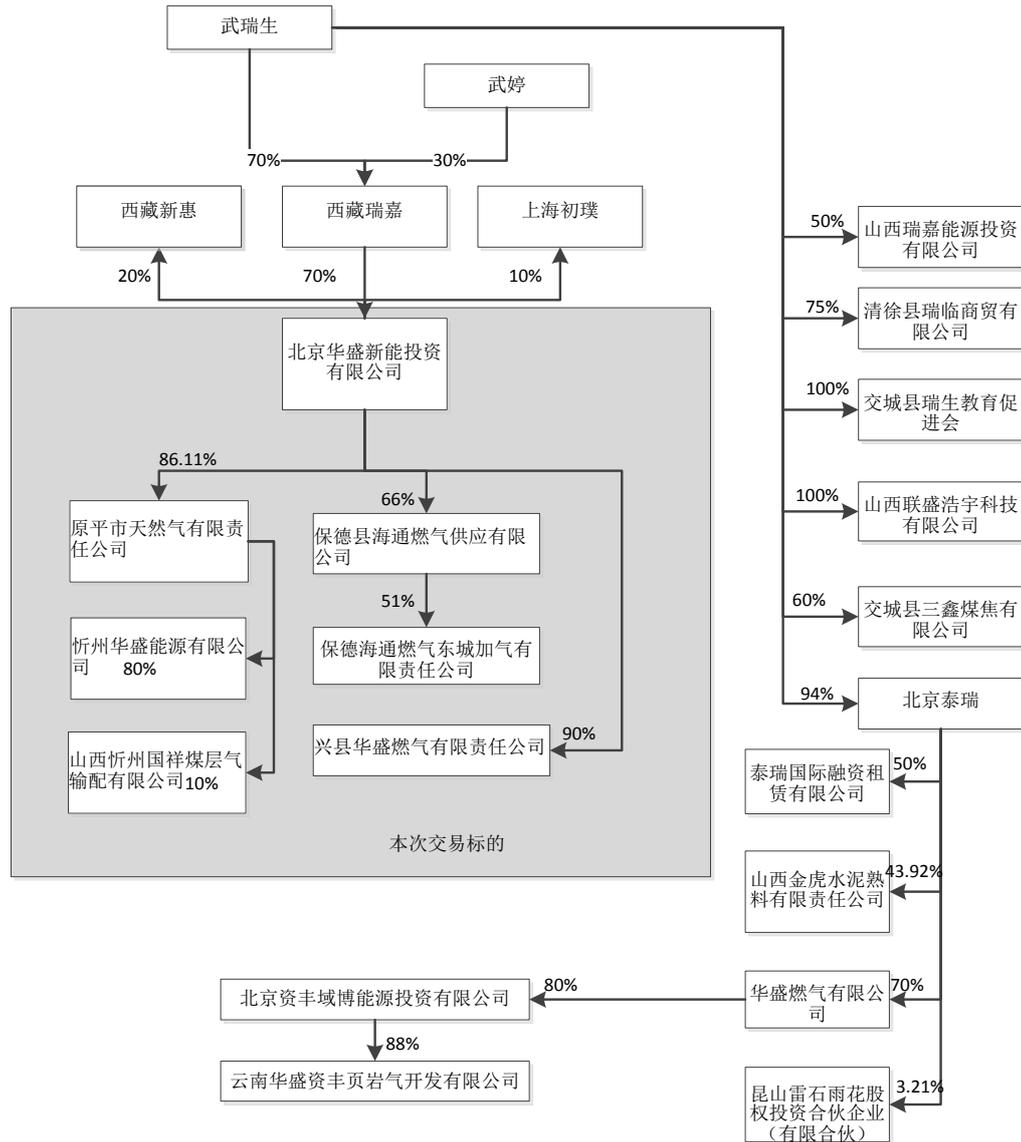 武瑞生
武婷
70%
30%
西藏新惠
西藏瑞嘉
上海初璞
20%
70%
10%
北京华盛新能投资
有限公司
86.11%
66%
原平市天然气有限责
任公司
保德县海通燃气供应有限
公司
51%
忻州华盛能源有限公
司 80%
保德海通燃气东城加气有
限责任公司
山西忻州国祥煤层气
输配有限公司10%
兴县华盛燃气有限责任公司
90%
本次交易标的
50%
山西瑞嘉能源投资
有限公司
75%
清徐县瑞临商贸有
限公司
100%
交城县瑞生教育促
进会
100%
山西联盛浩宇科技
有限公司
60%
交城县三鑫煤焦有
限公司
94%
北京泰瑞
泰瑞国际融资租
赁有限公司
50%
山西金虎水泥熟
料有限责任公司
43.92%
北京资丰域博能源投资有限公司
80%
华盛燃气有限公
司
70%
88%
云南华盛资丰页岩气开发有限公司
昆山雷石雨花股
权投资合伙企业
（有限合伙）
3.21%